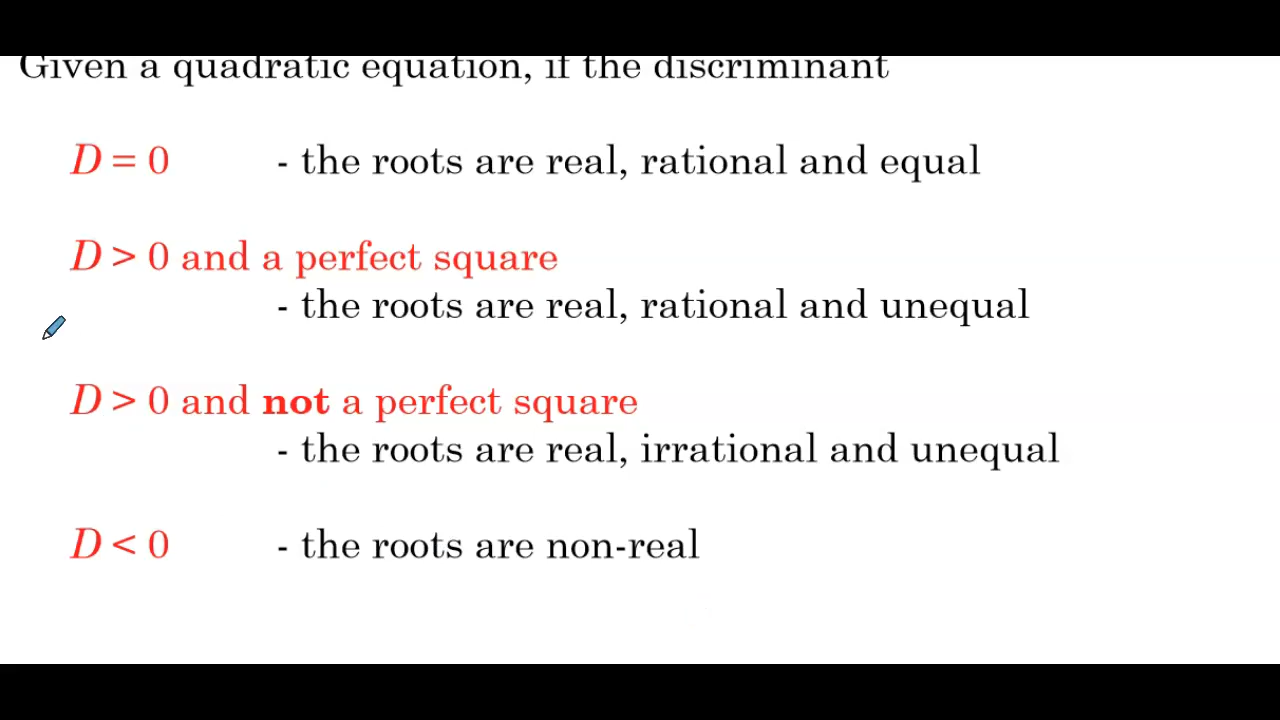 Given a quadratic equation, if the discriminant
D = 0 - the roots are real, rational and equal
D > 0 and a perfect square
- the roots are real, rational and unequal
D > 0 and not a perfect square
- the roots are real, irrational and unequal
D < 0 - the roots are non-real